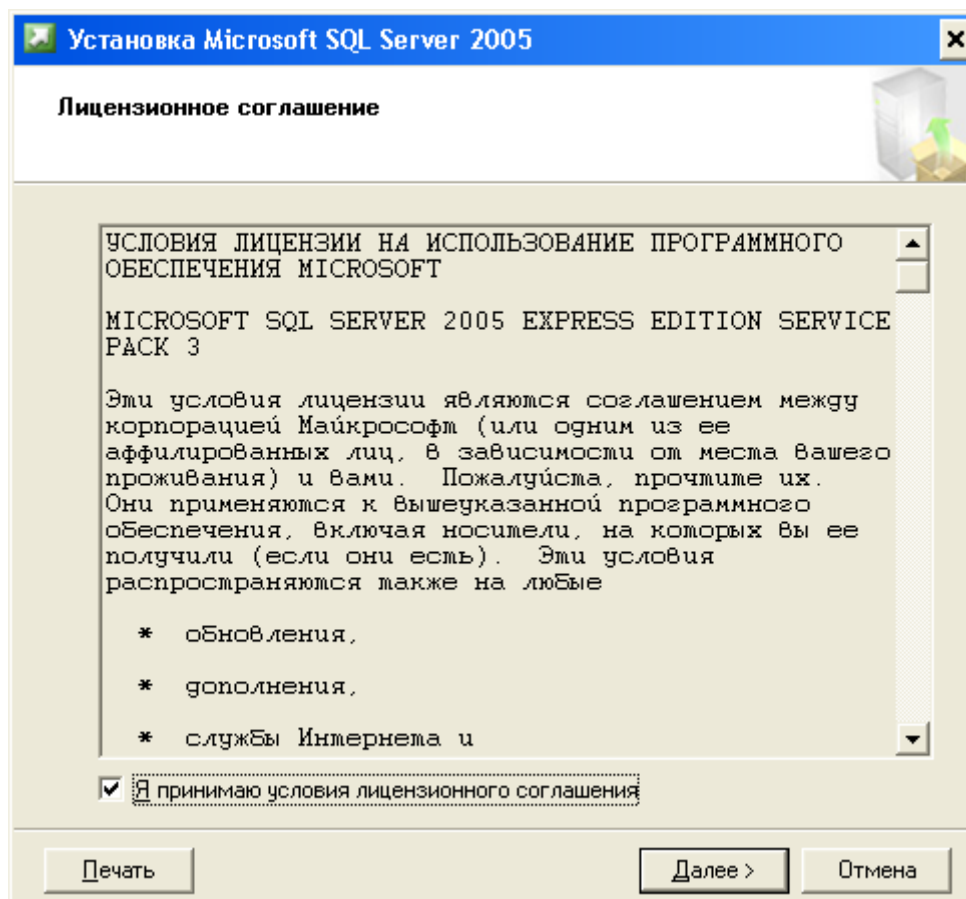 Установка Microsoft SQL Server 2005
Лицензионное соглашение
УСЛОВИЯ ЛИЦЕНЗИИ НА ИСПОЛЬЗОВАНИЕ ПРОГРАММНОГО
ОБЕСПЕЧЕНИЯ MICROSOFT
MICROSOFT SQL SERVER 2005 EXPRESS EDITION SERVICE
PACK 3
Эти условия лицензии являются соглашением между
корпорацией Майкрософт (или одним из ее
аффилированных лиц, в зависимости от места вашего
проживания) и вами.  Пожалуйста, прочтите их.
Они применяются к вышеуказанной программного
обеспечения, включая носители, на которых вы ее
получили (если они есть).  Эти условия
распространяются также на любые
* обновления,
* дополнения,
* службы Интернета и
Я принимаю условия лицензионного соглашения
Печать
Далее >
Отмена